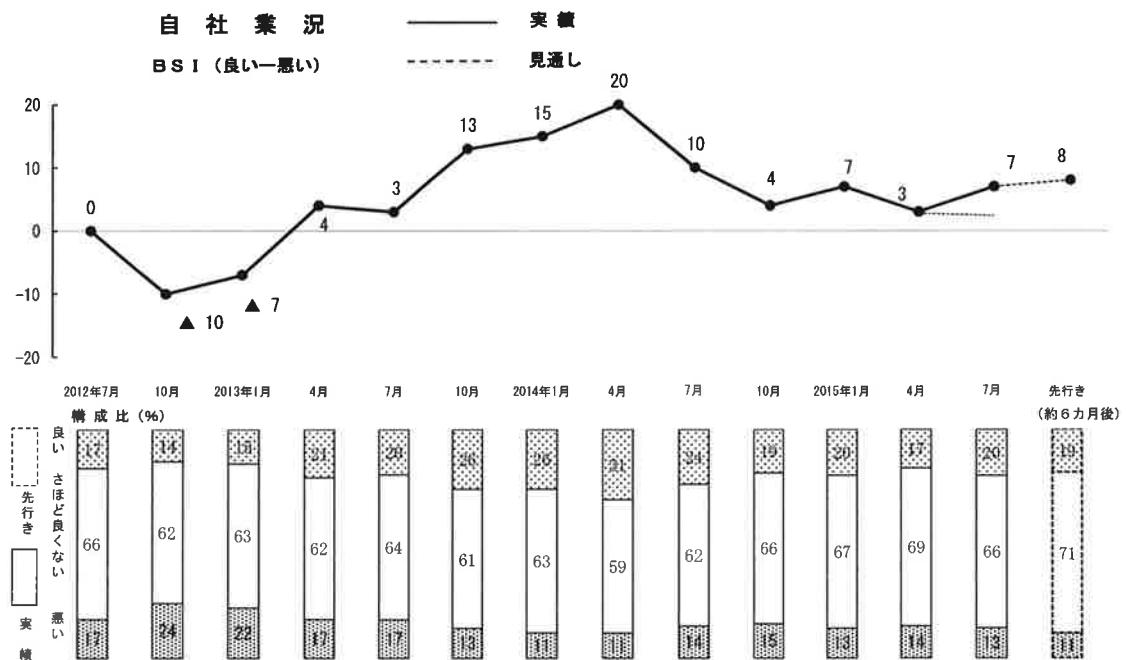 自社業況
実績
BSI（良い―悪い）
見通し
20
20
15
13
10
10
7
7
8
4
3
3
0
4
0
▲ 7
-10
▲ 10
-20
2012年7月 10月 2013年1月 4月 7月 10月 2014年1月 4月 7月 10月 2015年1月 4月 7月 先行き
（約6カ月後）
構成比（%）
良い さほど良くない 悪い
先行き
実績
17 14 15 21 20 26 26 31 24 19 20 17 20 19
66 62 63 62 64 61 63 59 62 66 67 69 66 71
17 24 22 17 17 13 11 11 14 15 13 14 13 11